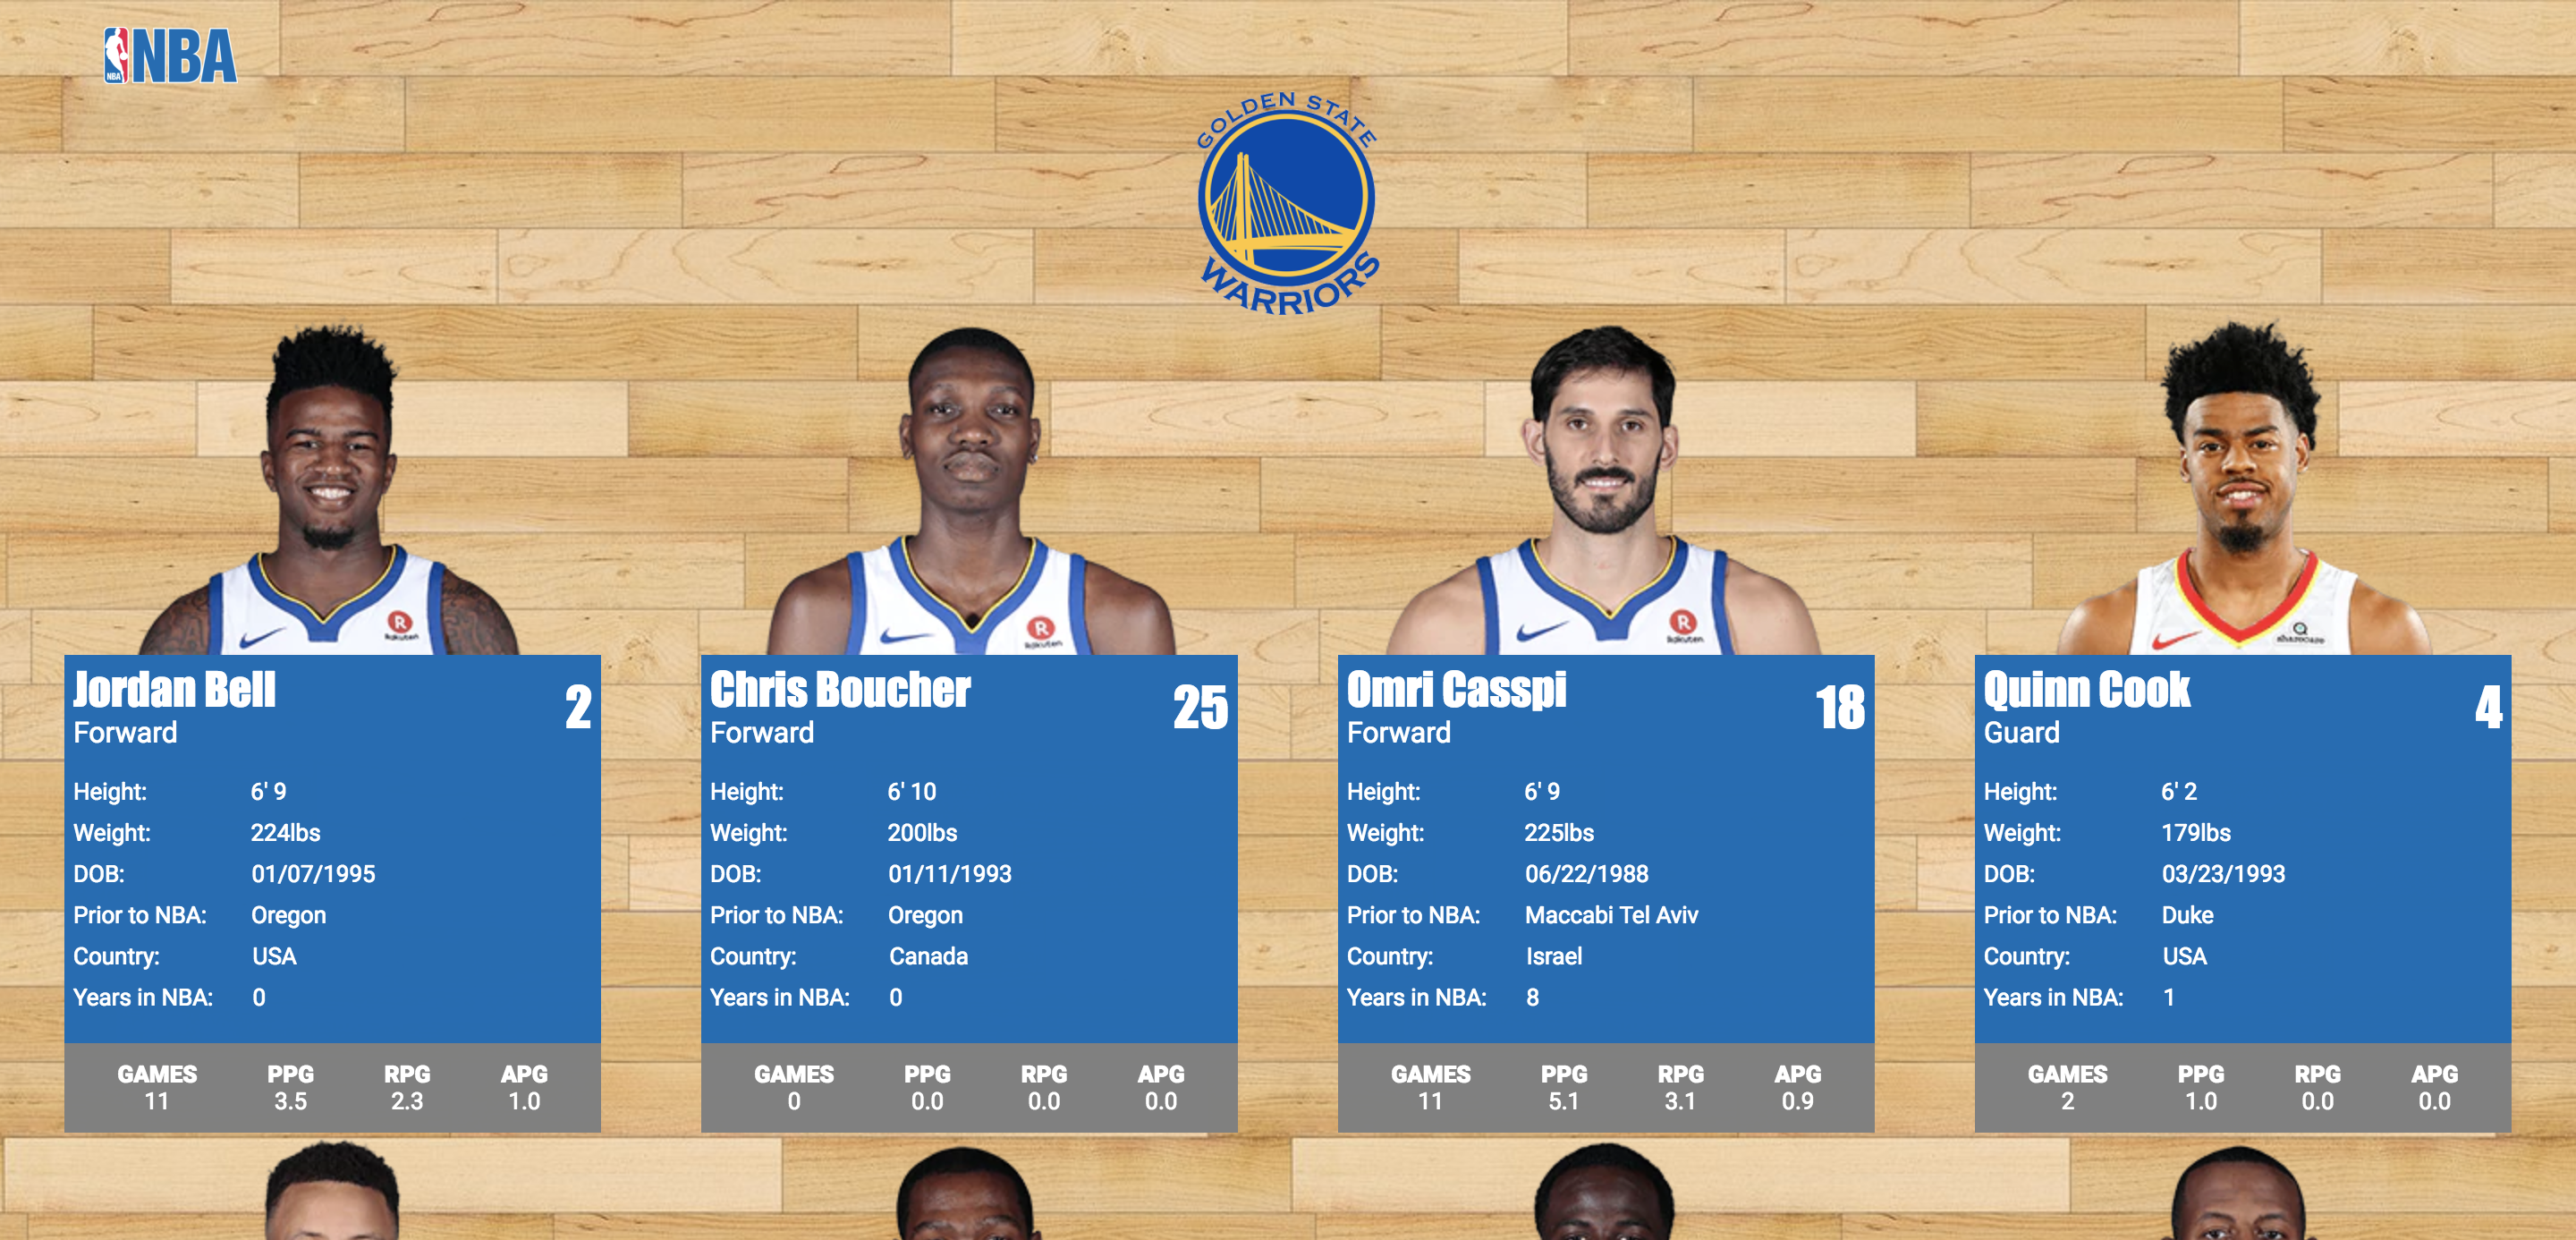 NBA NBA
GOLDEN STATE
WARRIORS
Rakuten
Rakuten
Rakuten
sharecare
Jordan Bell 2
Forward
Height: 6' 9
Weight: 224lbs
DOB: 01/07/1995
Prior to NBA: Oregon
Country: USA
Years in NBA: 0
GAMES PPG RPG APG
11 3.5 2.3 1.0
Chris Boucher 25
Forward
Height: 6' 10
Weight: 200lbs
DOB: 01/11/1993
Prior to NBA: Oregon
Country: Canada
Years in NBA: 0
GAMES PPG RPG APG
0 0.0 0.0 0.0
Omri Casspi 18
Forward
Height: 6' 9
Weight: 225lbs
DOB: 06/22/1988
Prior to NBA: Maccabi Tel Aviv
Country: Israel
Years in NBA: 8
GAMES PPG RPG APG
11 5.1 3.1 0.9
Quinn Cook 4
Guard
Height: 6' 2
Weight: 179lbs
DOB: 03/23/1993
Prior to NBA: Duke
Country: USA
Years in NBA: 1
GAMES PPG RPG APG
2 1.0 0.0 0.0